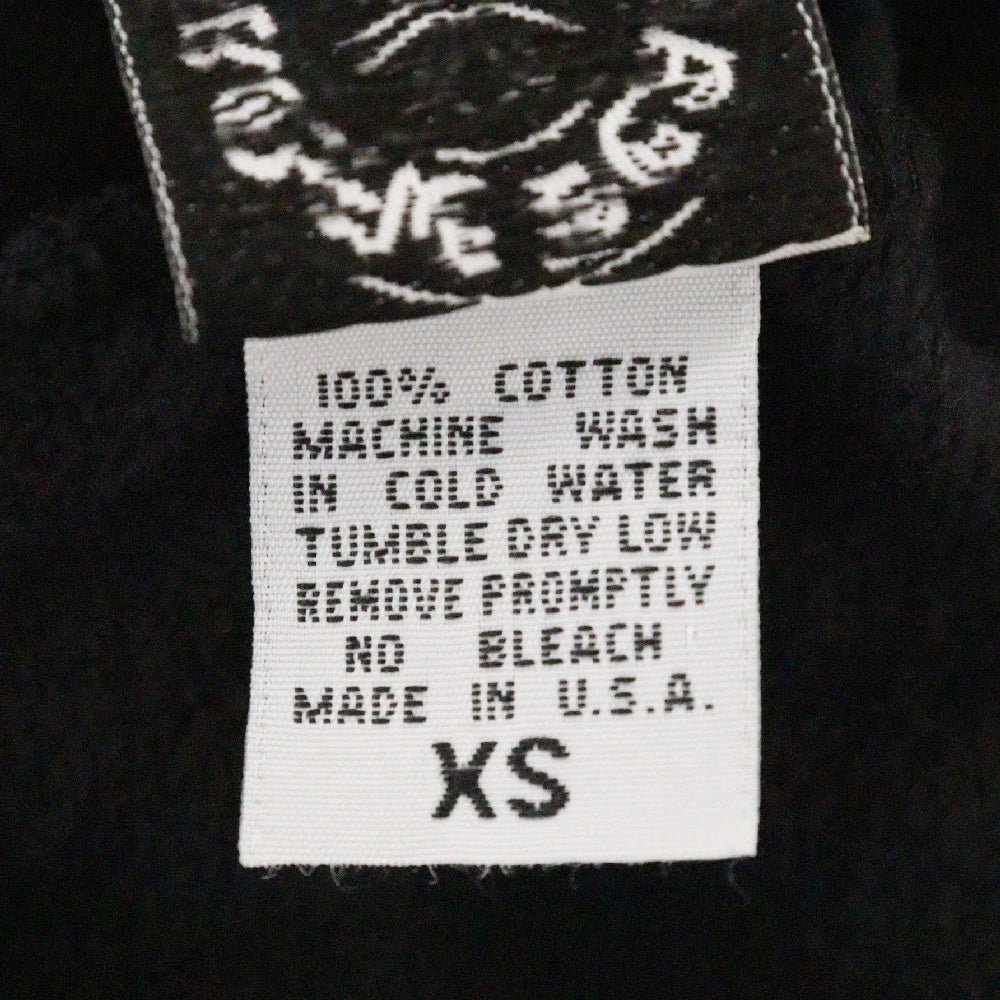 100% COTTON
MACHINE WASH
IN COLD WATER
TUMBLE DRY LOW
REMOVE PROMPTLY
NO BLEACH
MADE IN U.S.A.
XS